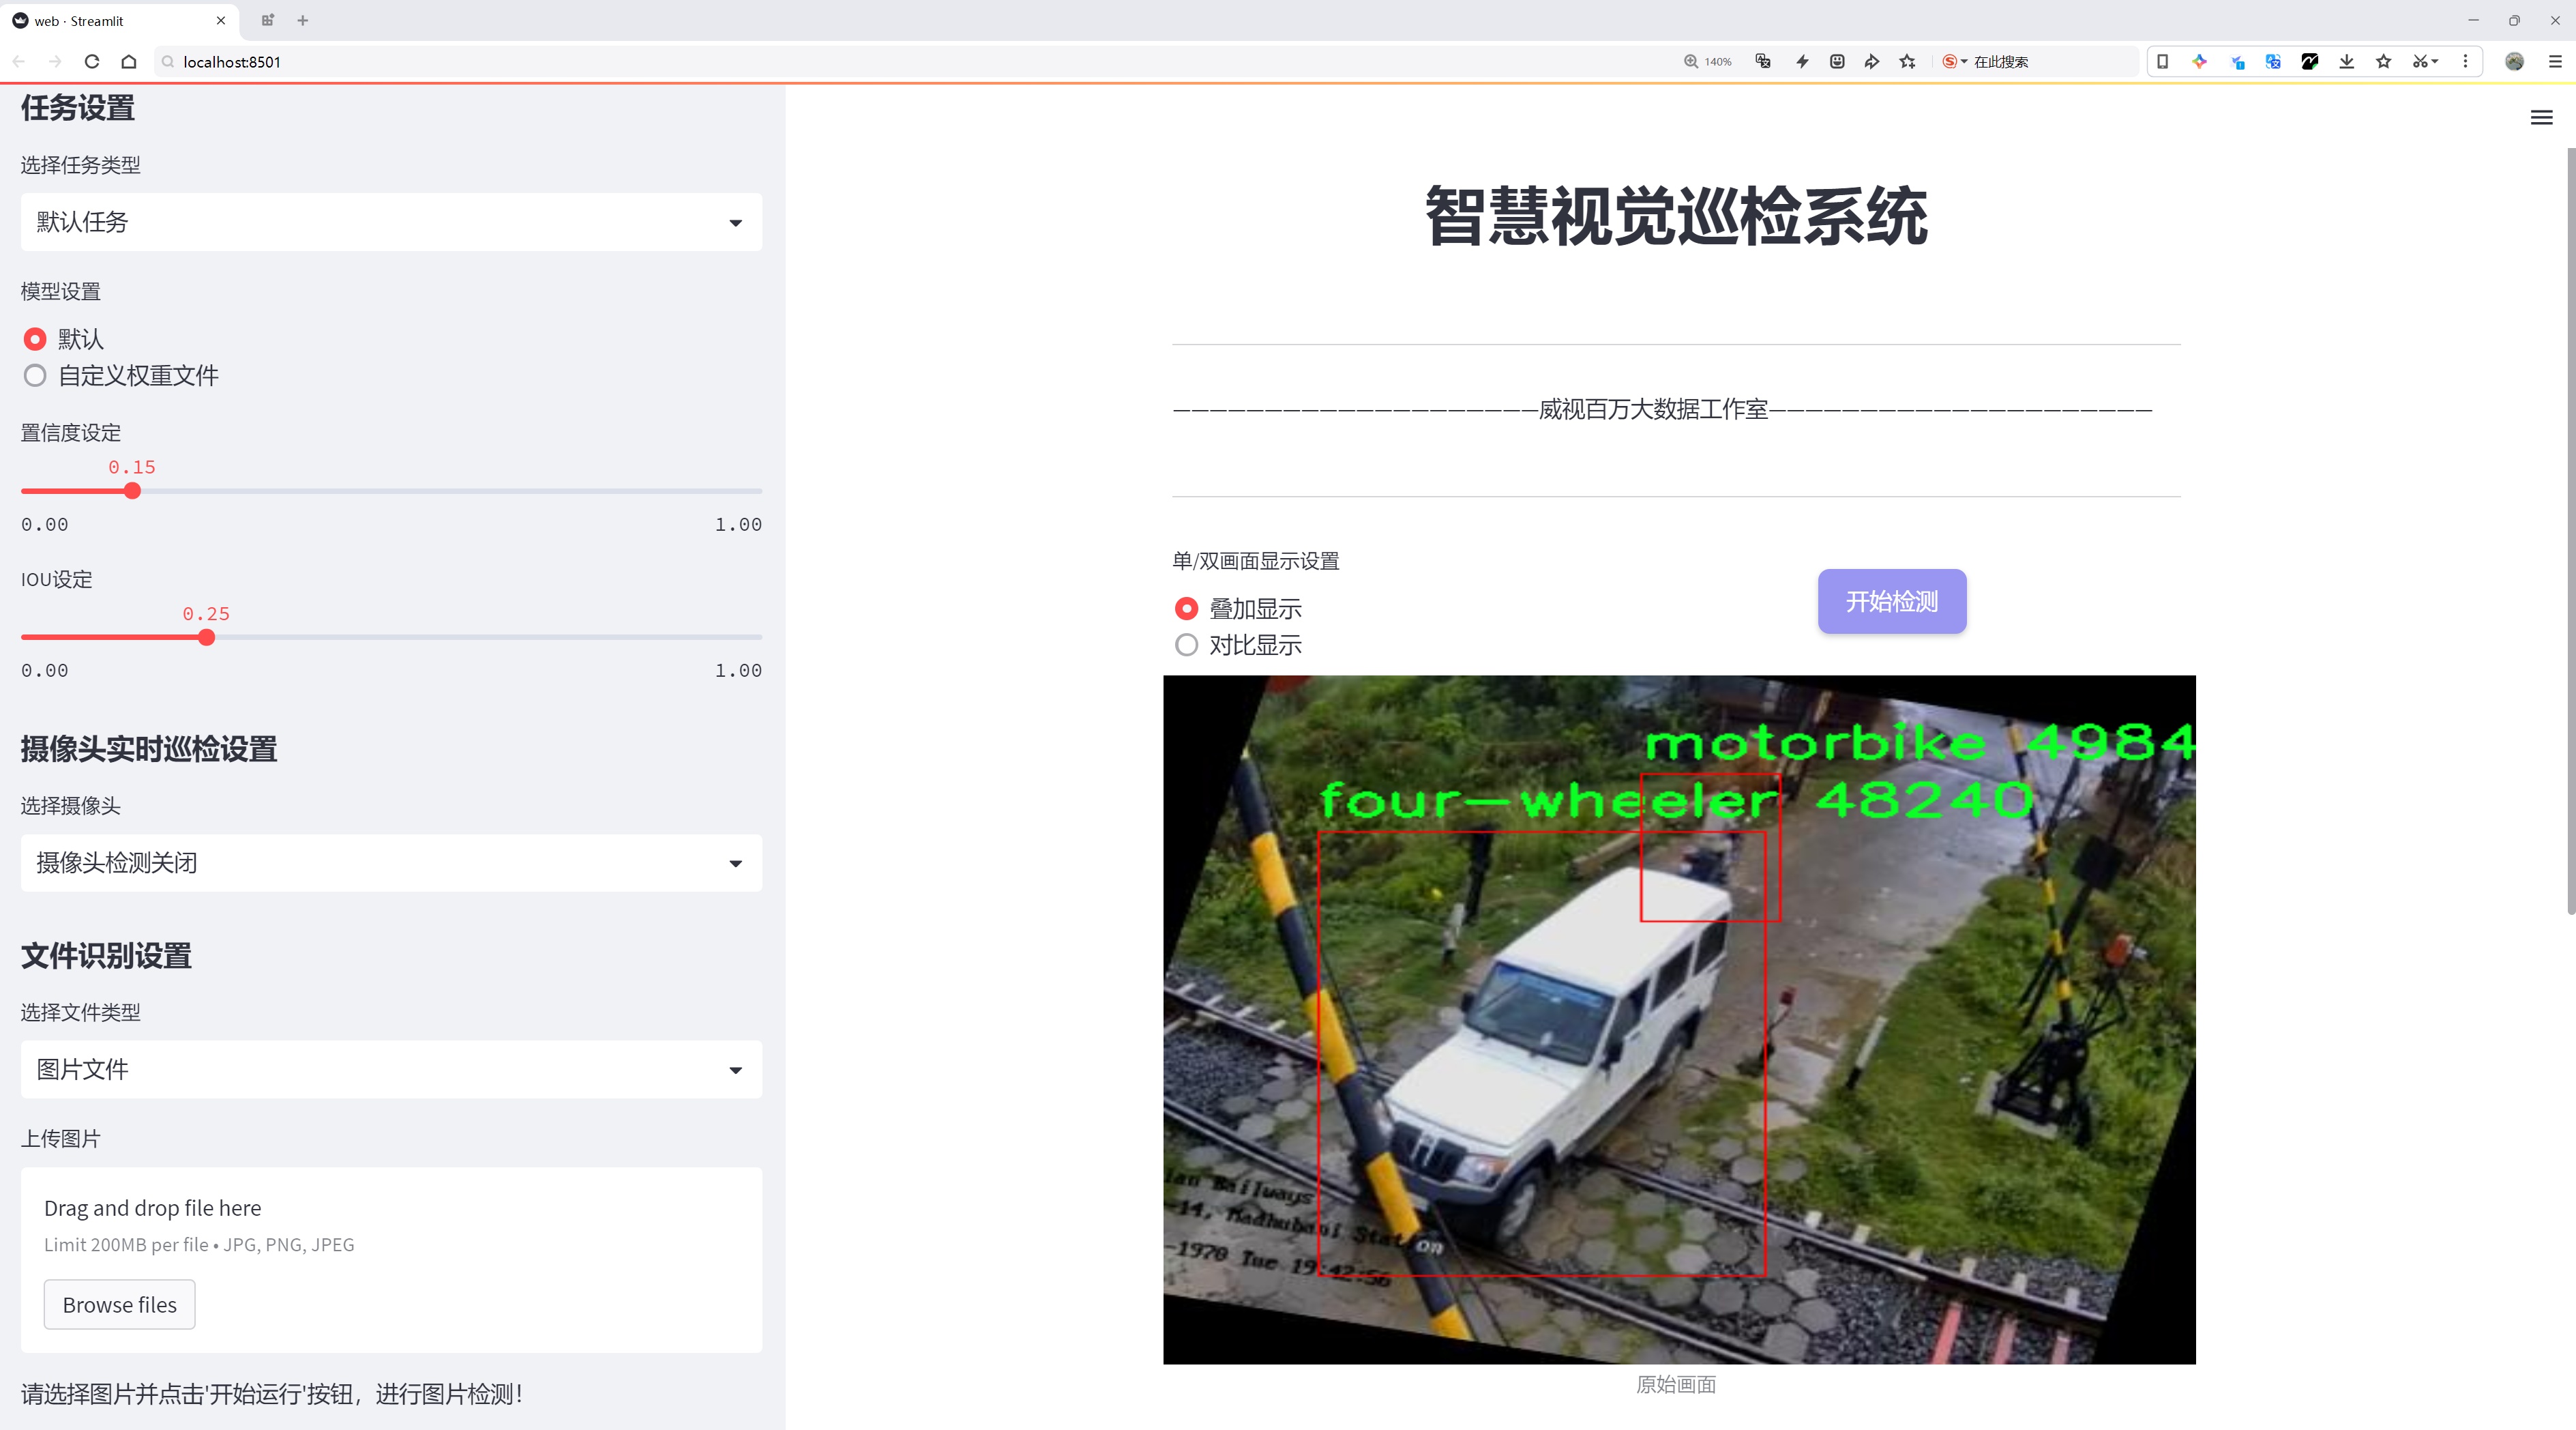 web · Streamlit
localhost:8501
140%
在此搜索
任务设置
选择任务类型
默认任务
模型设置
默认
自定义权重文件
置信度设定
0.15
0.00 1.00
IOU设定
0.25
0.00 1.00
摄像头实时巡检设置
选择摄像头
摄像头检测关闭
文件识别设置
选择文件类型
图片文件
上传图片
Drag and drop file here
Limit 200MB per file • JPG, PNG, JPEG
Browse files
请选择图片并点击'开始运行'按钮，进行图片检测！
智慧视觉巡检系统
————————————————————威视百万大数据工作室—————————————————————
单/双画面显示设置
叠加显示
对比显示
开始检测
motorbike 4984
four-wheeler 48240
Railways
-14, Madhubani Station
-1970 Tue 19:42:56
原始画面